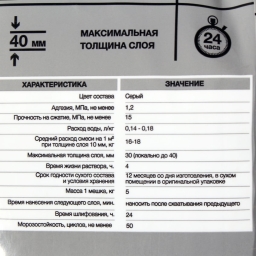 40 мм
МАКСИМАЛЬНАЯ
ТОЛЩИНА СЛОЯ
24
часа
ХАРАКТЕРИСТИКА ЗНАЧЕНИЕ
Цвет состава Серый
Адгезия, МПа, не менее 1,2
Прочность на сжатие, МПа, не менее 15
Расход воды, л/кг 0,14 - 0,18
Средний расход смеси на 1 м²
при толщине слоя 10 мм, кг 16-18
Максимальная толщина слоя, мм 30 (локально до 40)
Время жизни раствора, ч. 4
Срок годности сухого состава
и условия хранения 12 месяцев со дня изготовления, в сухом
помещении в оригинальной упаковке
Масса 1 мешка, кг 5
Время нанесения следующего слоя, мин. наносить после схватывания предыдущего
Время шлифования, ч. 24
Морозостойкость, циклов, не менее 50